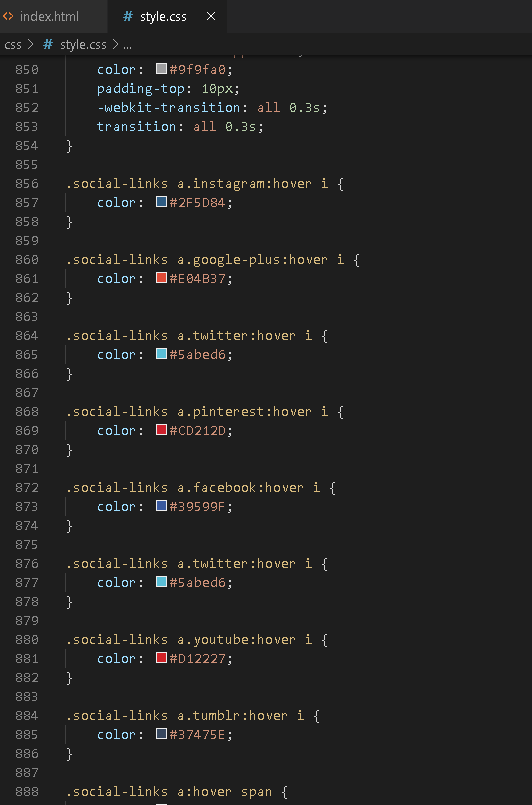 index.html
style.css
css > style.css > ...
850 color: #9f9fa0;
851 padding-top: 10px;
852 -webkit-transition: all 0.3s;
853 transition: all 0.3s;
854 }
855
856 .social-links a.instagram:hover i {
857 color: #2F5D84;
858 }
859
860 .social-links a.google-plus:hover i {
861 color: #E04B37;
862 }
863
864 .social-links a.twitter:hover i {
865 color: #5abed6;
866 }
867
868 .social-links a.pinterest:hover i {
869 color: #CD212D;
870 }
871
872 .social-links a.facebook:hover i {
873 color: #39599F;
874 }
875
876 .social-links a.twitter:hover i {
877 color: #5abed6;
878 }
879
880 .social-links a.youtube:hover i {
881 color: #D12227;
882 }
883
884 .social-links a.tumblr:hover i {
885 color: #37475E;
886 }
887
888 .social-links a:hover span {